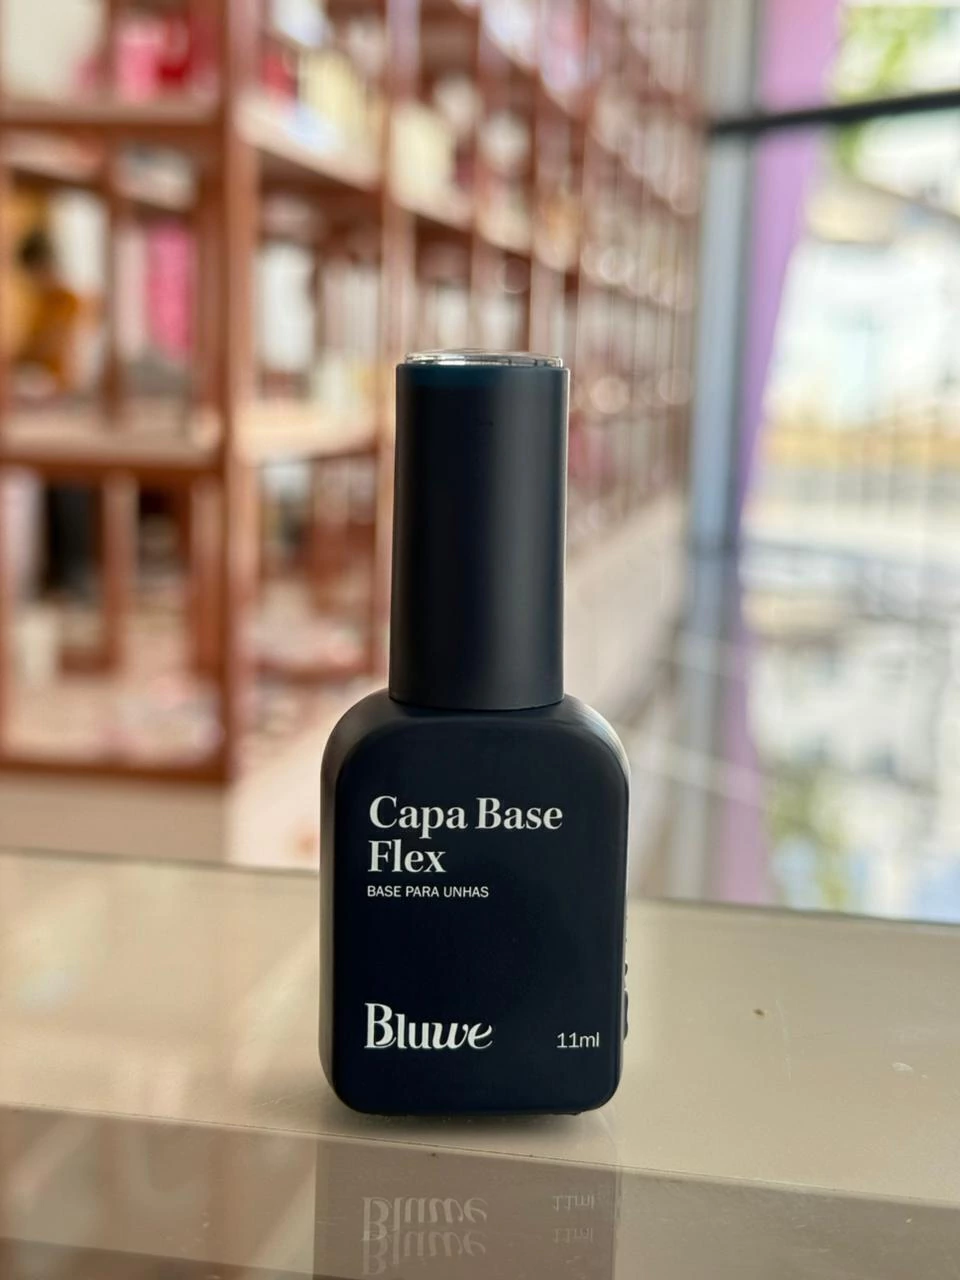 Capa Base
Flex
BASE PARA UNHAS
Bluwe
11ml